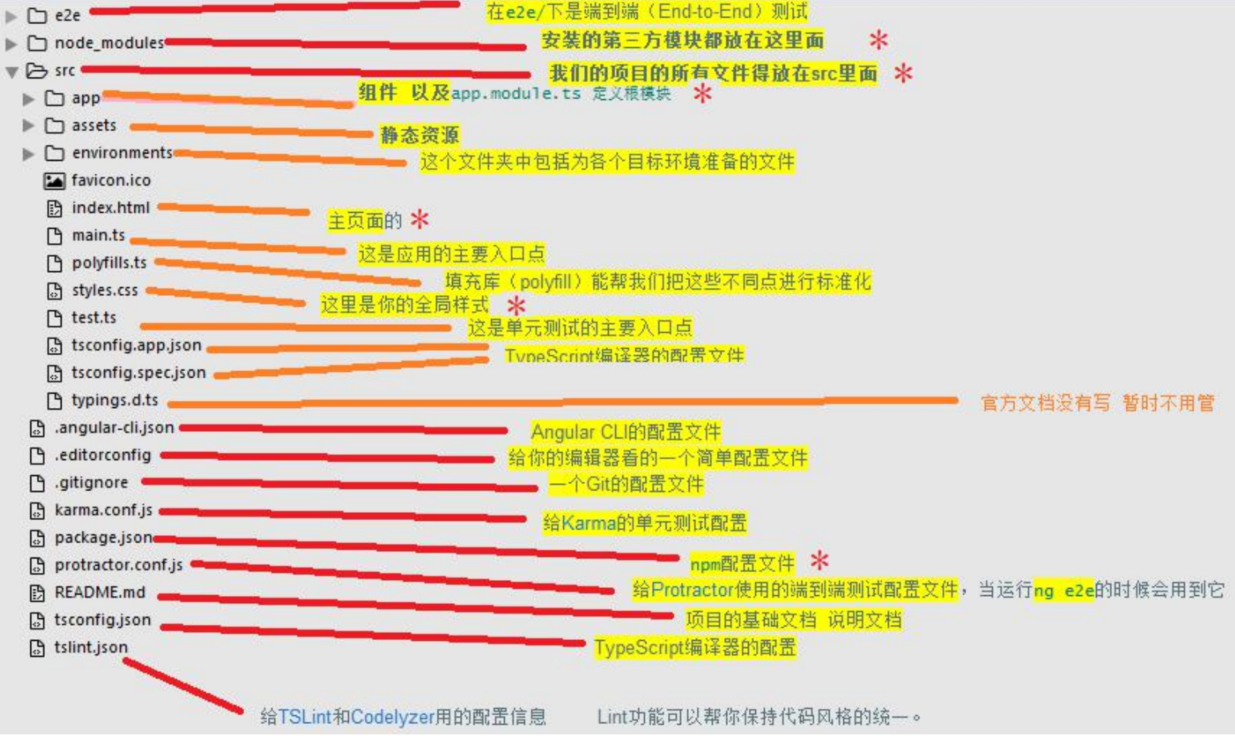 e2e 在e2e/下是端到端（End-to-End）测试
node_modules 安装的第三方模块都放在这里面 *
src 我们的项目的所有文件得放在src里面 *
app 组件 以及app.module.ts 定义根模块 *
assets 静态资源
environments 这个文件夹中包括为各个目标环境准备的文件
favicon.ico
index.html 主页面的 *
main.ts 这是应用的主要入口点
polyfills.ts 填充库（polyfill）能帮我们把这些不同点进行标准化
styles.css 这里是你的全局样式 *
test.ts 这是单元测试的主要入口点
tsconfig.app.json TypeScript编译器的配置文件
tsconfig.spec.json
typings.d.ts 官方文档没有写 暂时不用管
.angular-cli.json Angular CLI的配置文件
.editorconfig 给你的编辑器看的一个简单配置文件
.gitignore 一个Git的配置文件
karma.conf.js 给Karma的单元测试配置
package.json npm配置文件 *
protractor.conf.js 给Protractor使用的端到端测试配置文件，当运行ng e2e的时候会用到它
README.md 项目的基础文档 说明文档
tsconfig.json TypeScript编译器的配置
tslint.json
给TSLint和Codelyzer用的配置信息 Lint功能可以帮你保持代码风格的统一。